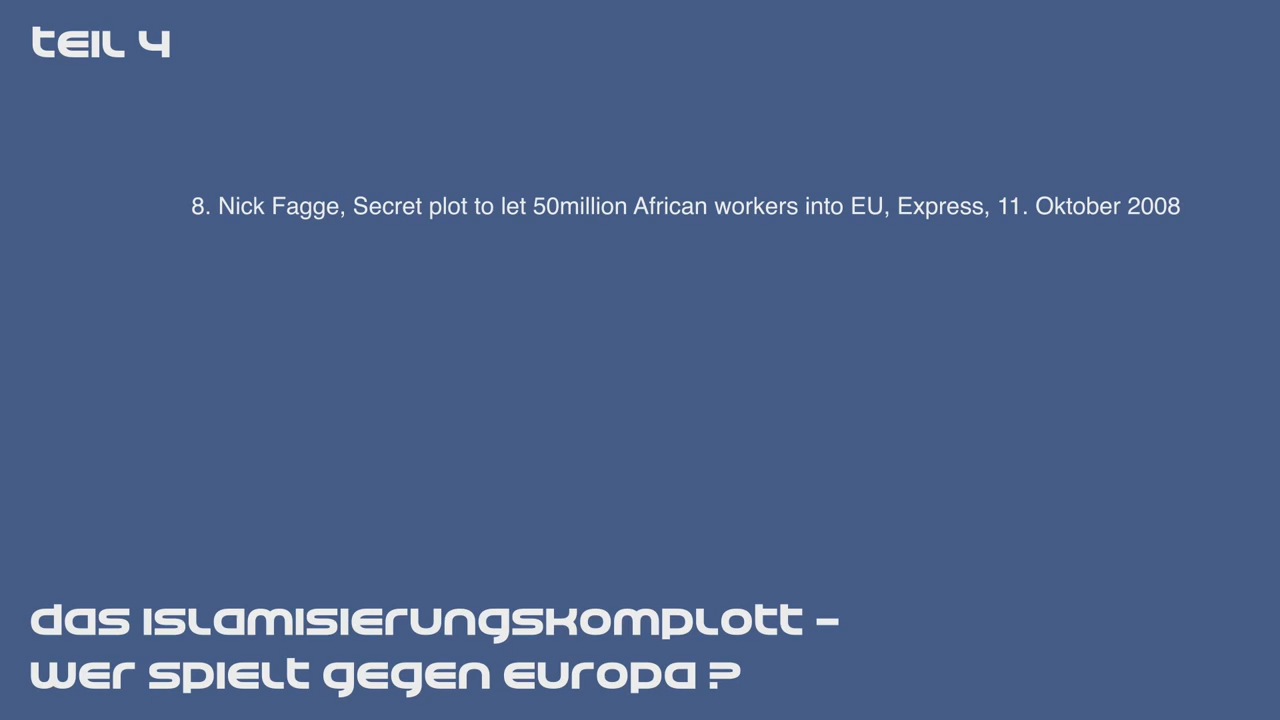 Teil 4
8. Nick Fagge, Secret plot to let 50million African workers into EU, Express, 11. Oktober 2008
das Islamisierungskomplott –
wer spielt gegen Europa ?